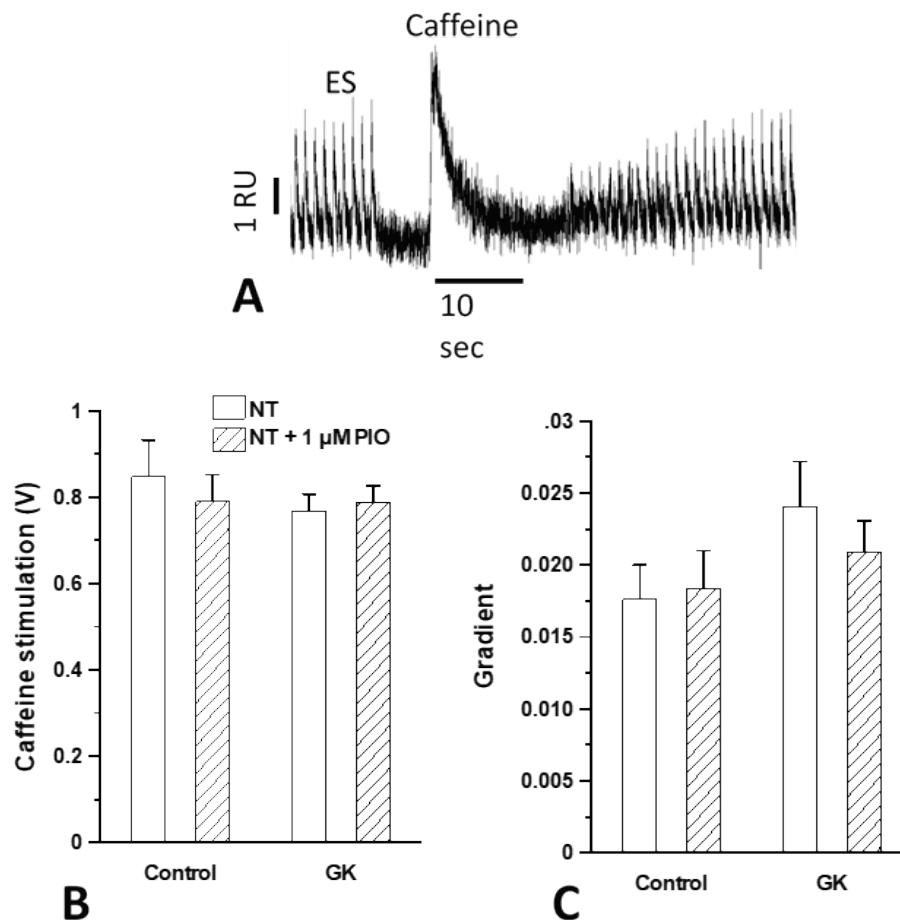 Caffeine
ES
1 RU
A
10
sec
NT
NT + 1 µM PIO
Caffeine stimulation (V)
1
0.8
0.6
0.4
0.2
0
Control
GK
B
Gradient
.03
0.025
0.020
0.015
0.010
0.005
0
Control
GK
C